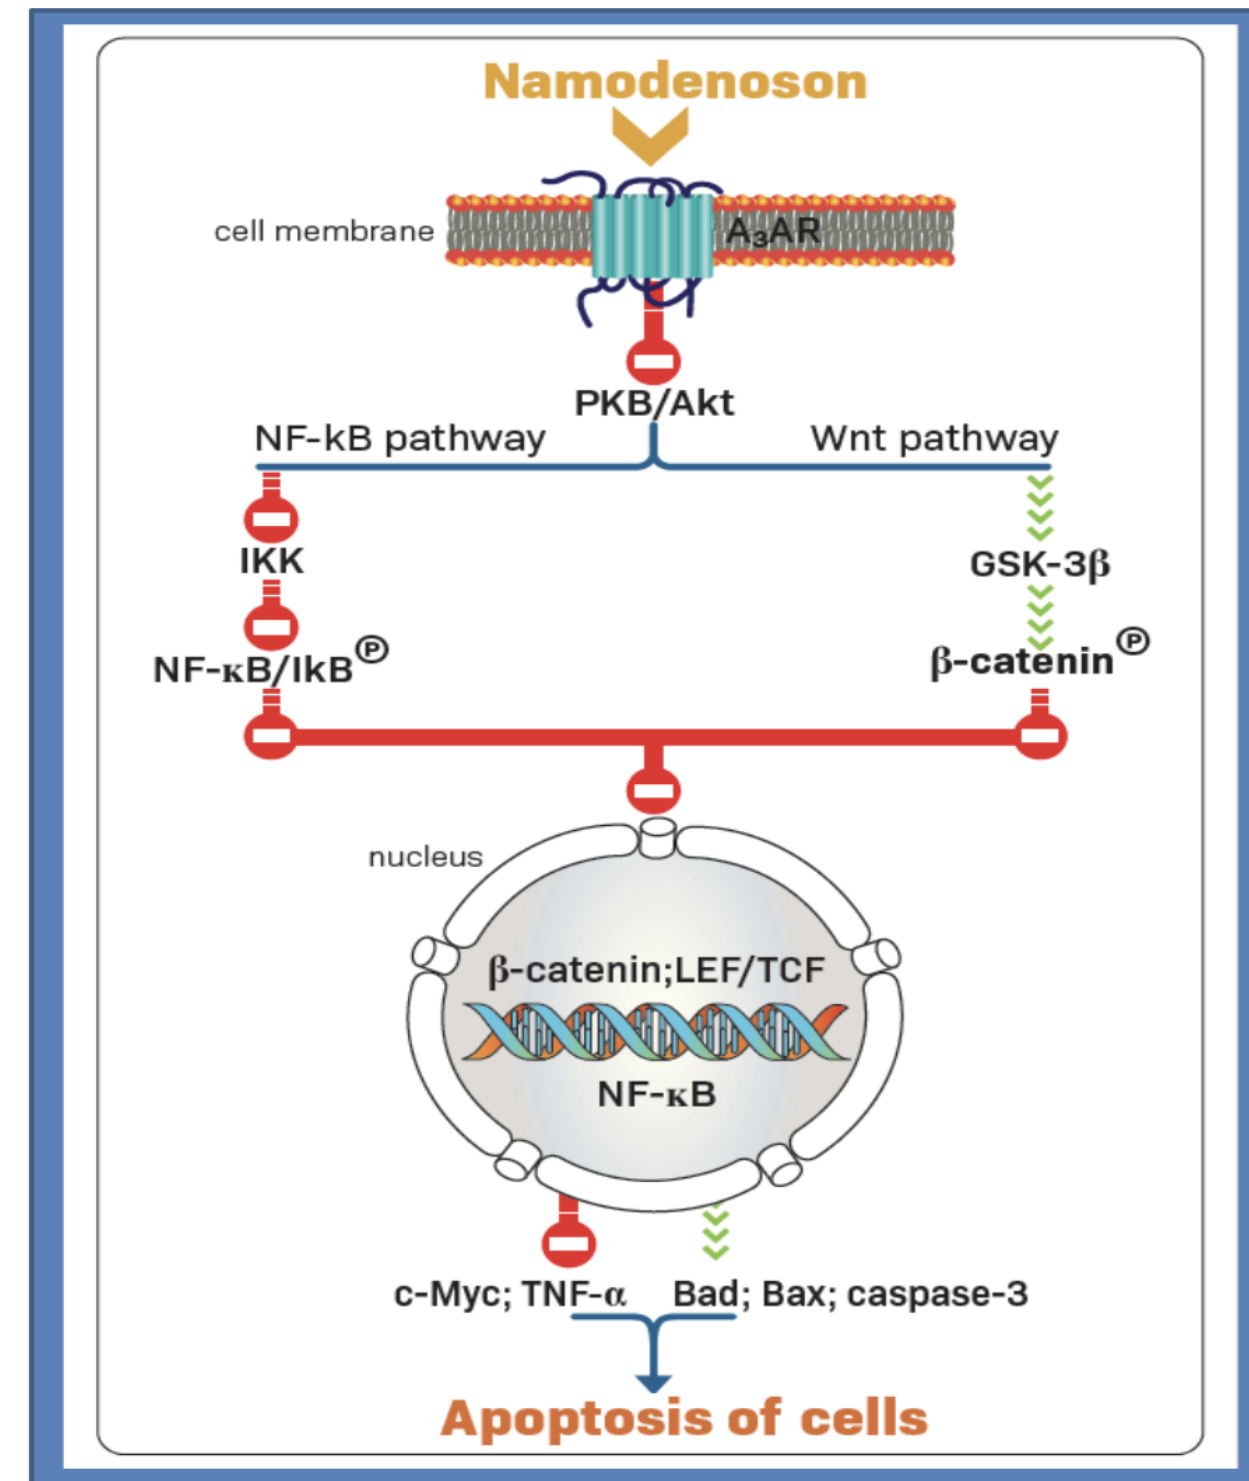 Namodenoson
cell membrane
A₃AR
PKB/Akt
NF-kB pathway
Wnt pathway
IKK
GSK-3β
NF-κB/IkB Ⓟ
β-catenin Ⓟ
nucleus
β-catenin;LEF/TCF
NF-κB
c-Myc; TNF-α
Bad; Bax; caspase-3
Apoptosis of cells